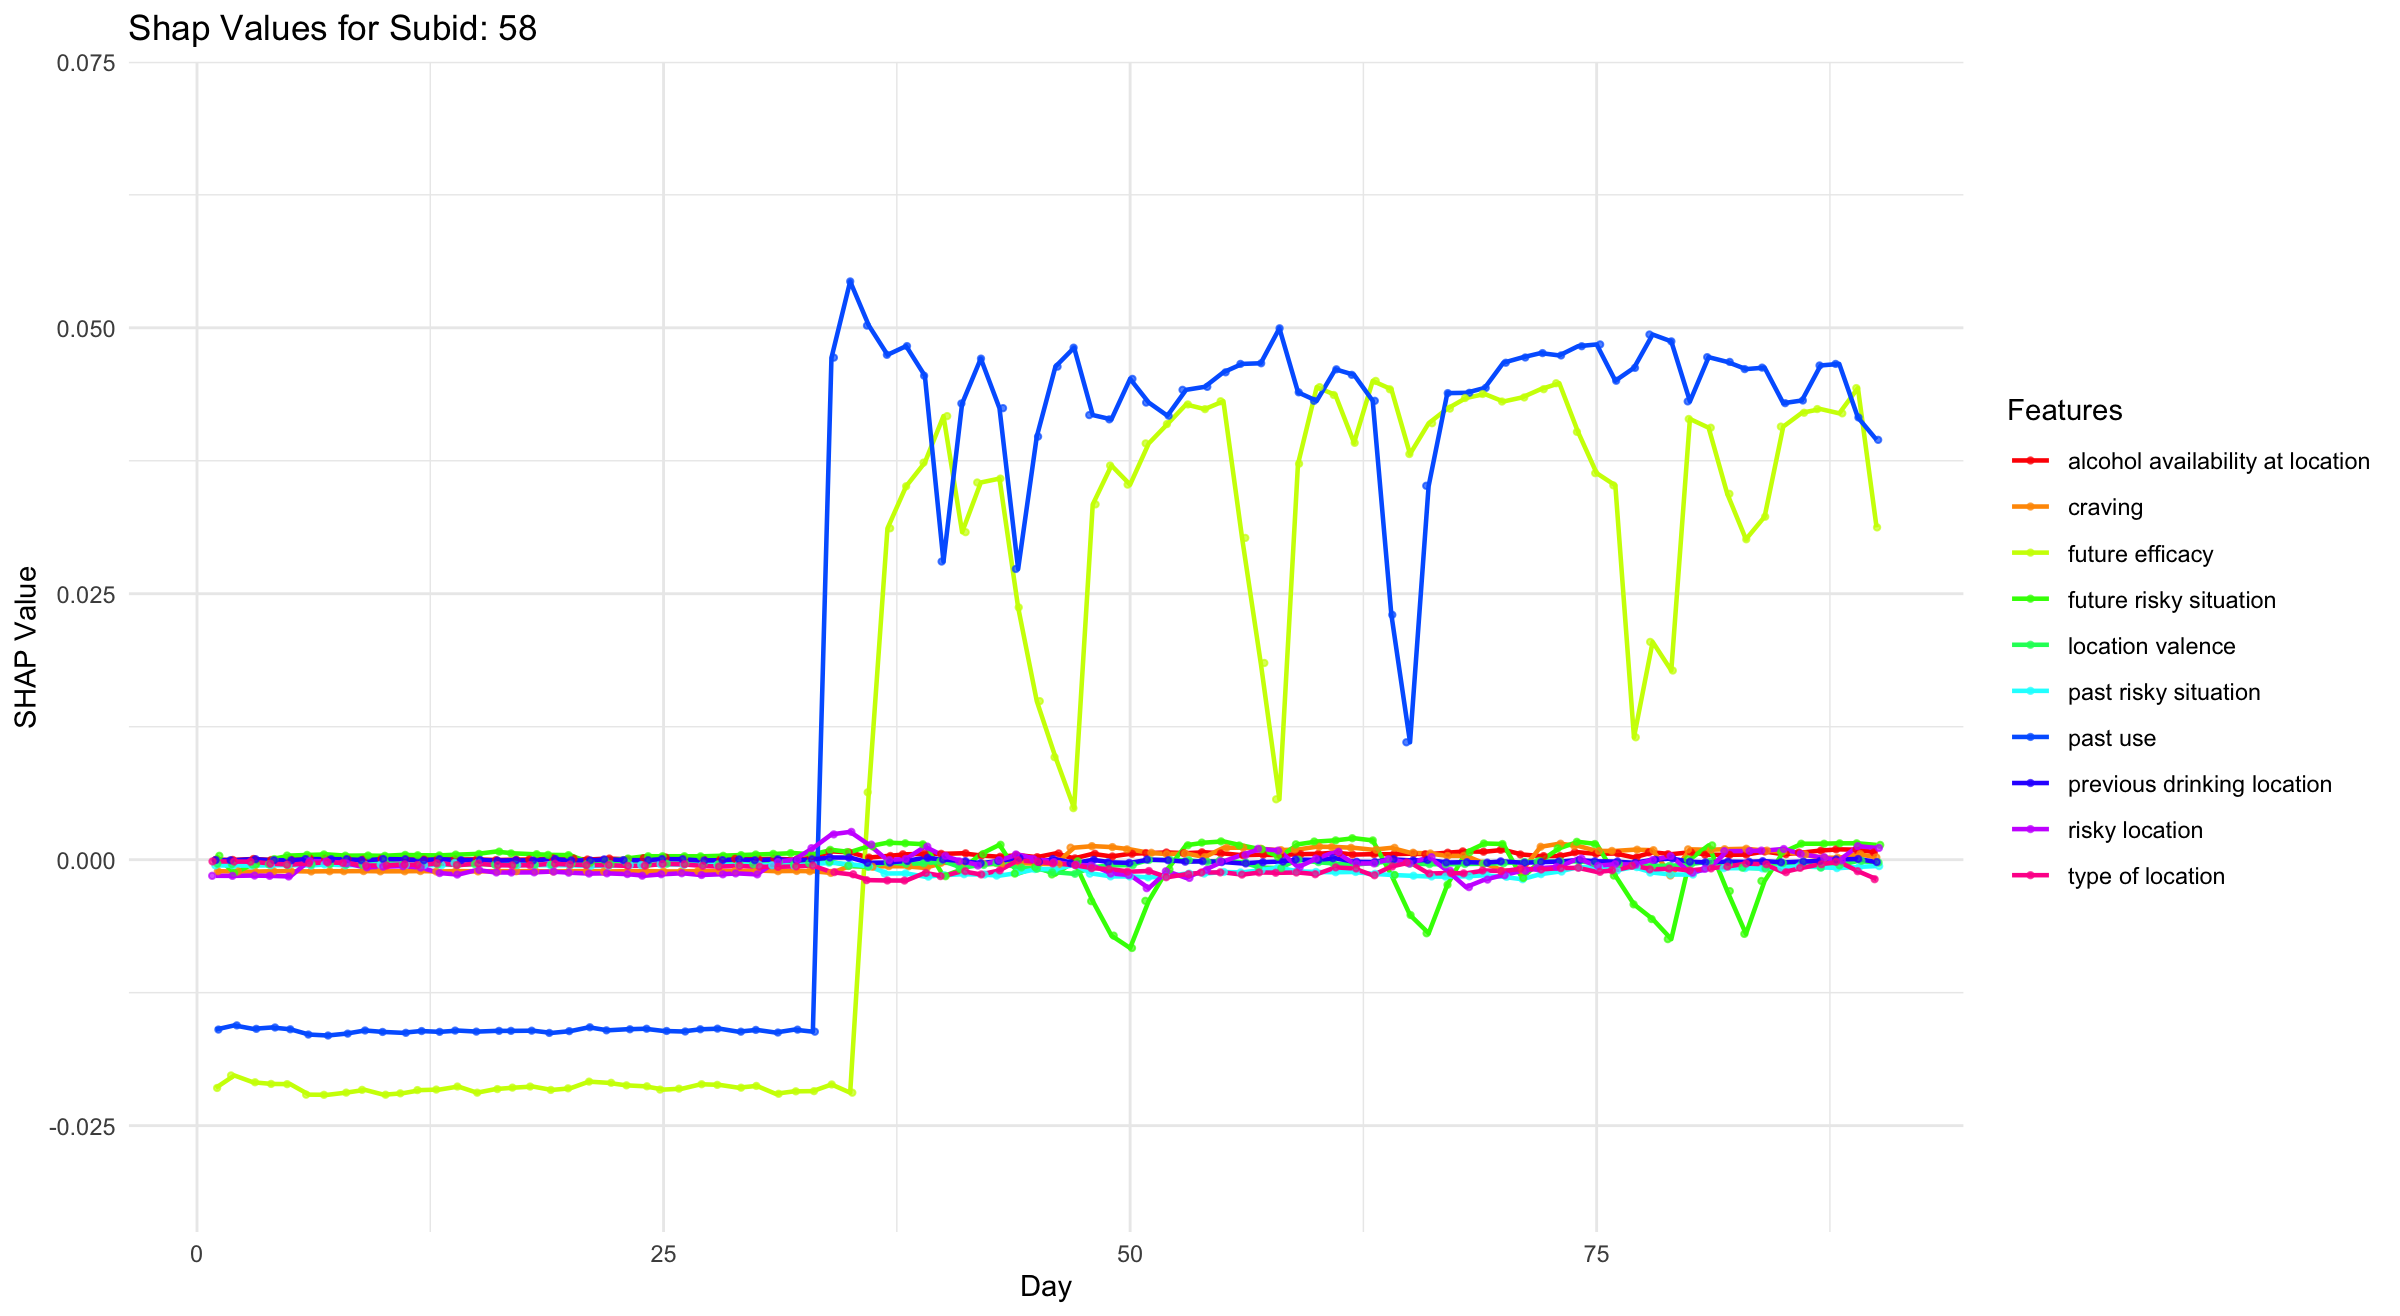 Shap Values for Subid: 58
0.075
0.050
0.025
0.000
-0.025
SHAP Value
0
25
50
75
Day
Features
alcohol availability at location
craving
future efficacy
future risky situation
location valence
past risky situation
past use
previous drinking location
risky location
type of location